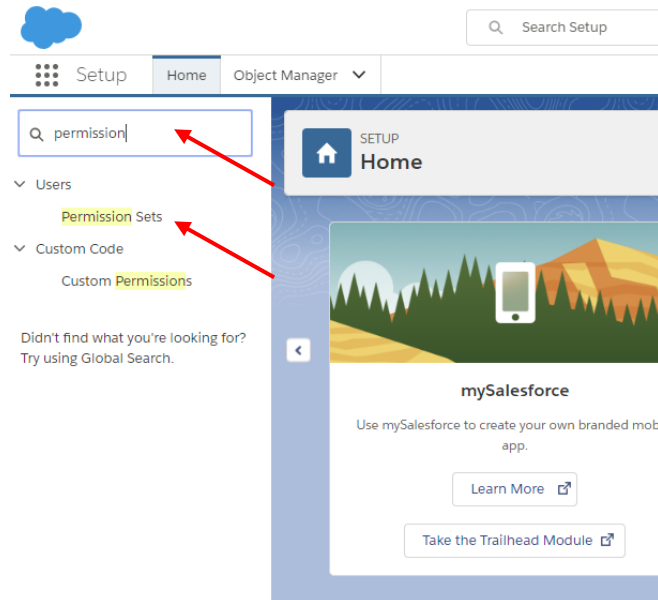 Search Setup
Setup
Home
Object Manager
permission
Users
Permission Sets
Custom Code
Custom Permissions
Didn't find what you're looking for?
Try using Global Search.
SETUP
Home
mySalesforce
Use mySalesforce to create your own branded mob
app.
Learn More
Take the Trailhead Module